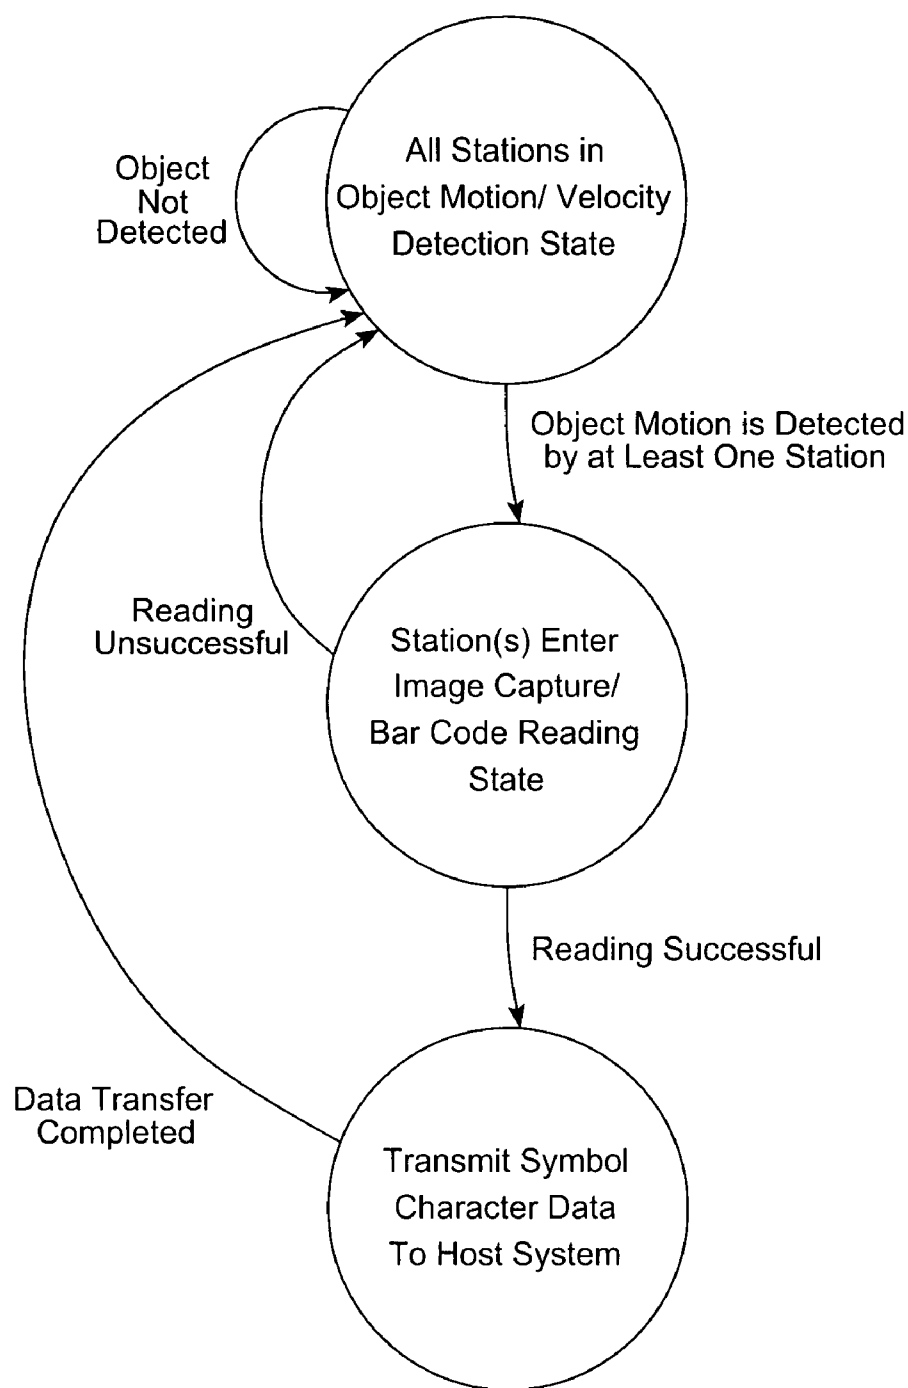 All Stations in
Object Motion/ Velocity
Detection State
Object
Not
Detected
Object Motion is Detected
by at Least One Station
Reading
Unsuccessful
Station(s) Enter
Image Capture/
Bar Code Reading
State
Reading Successful
Data Transfer
Completed
Transmit Symbol
Character Data
To Host System